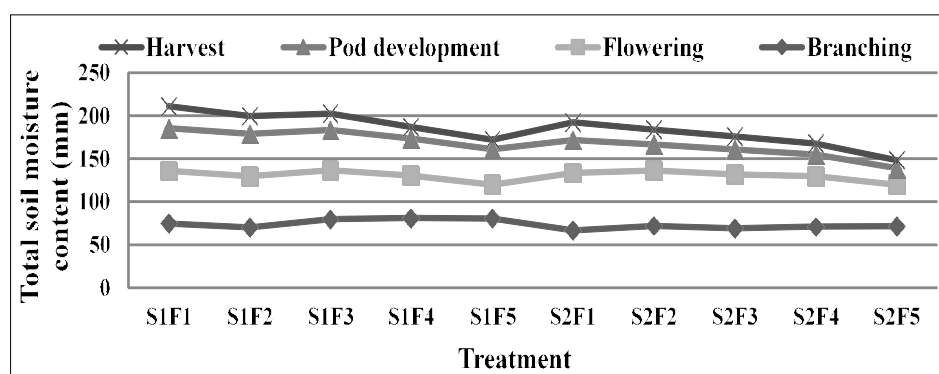 Harvest Pod development Flowering Branching
Total soil moisture
content (mm)
250
200
150
100
50
0
S1F1 S1F2 S1F3 S1F4 S1F5 S2F1 S2F2 S2F3 S2F4 S2F5
Treatment